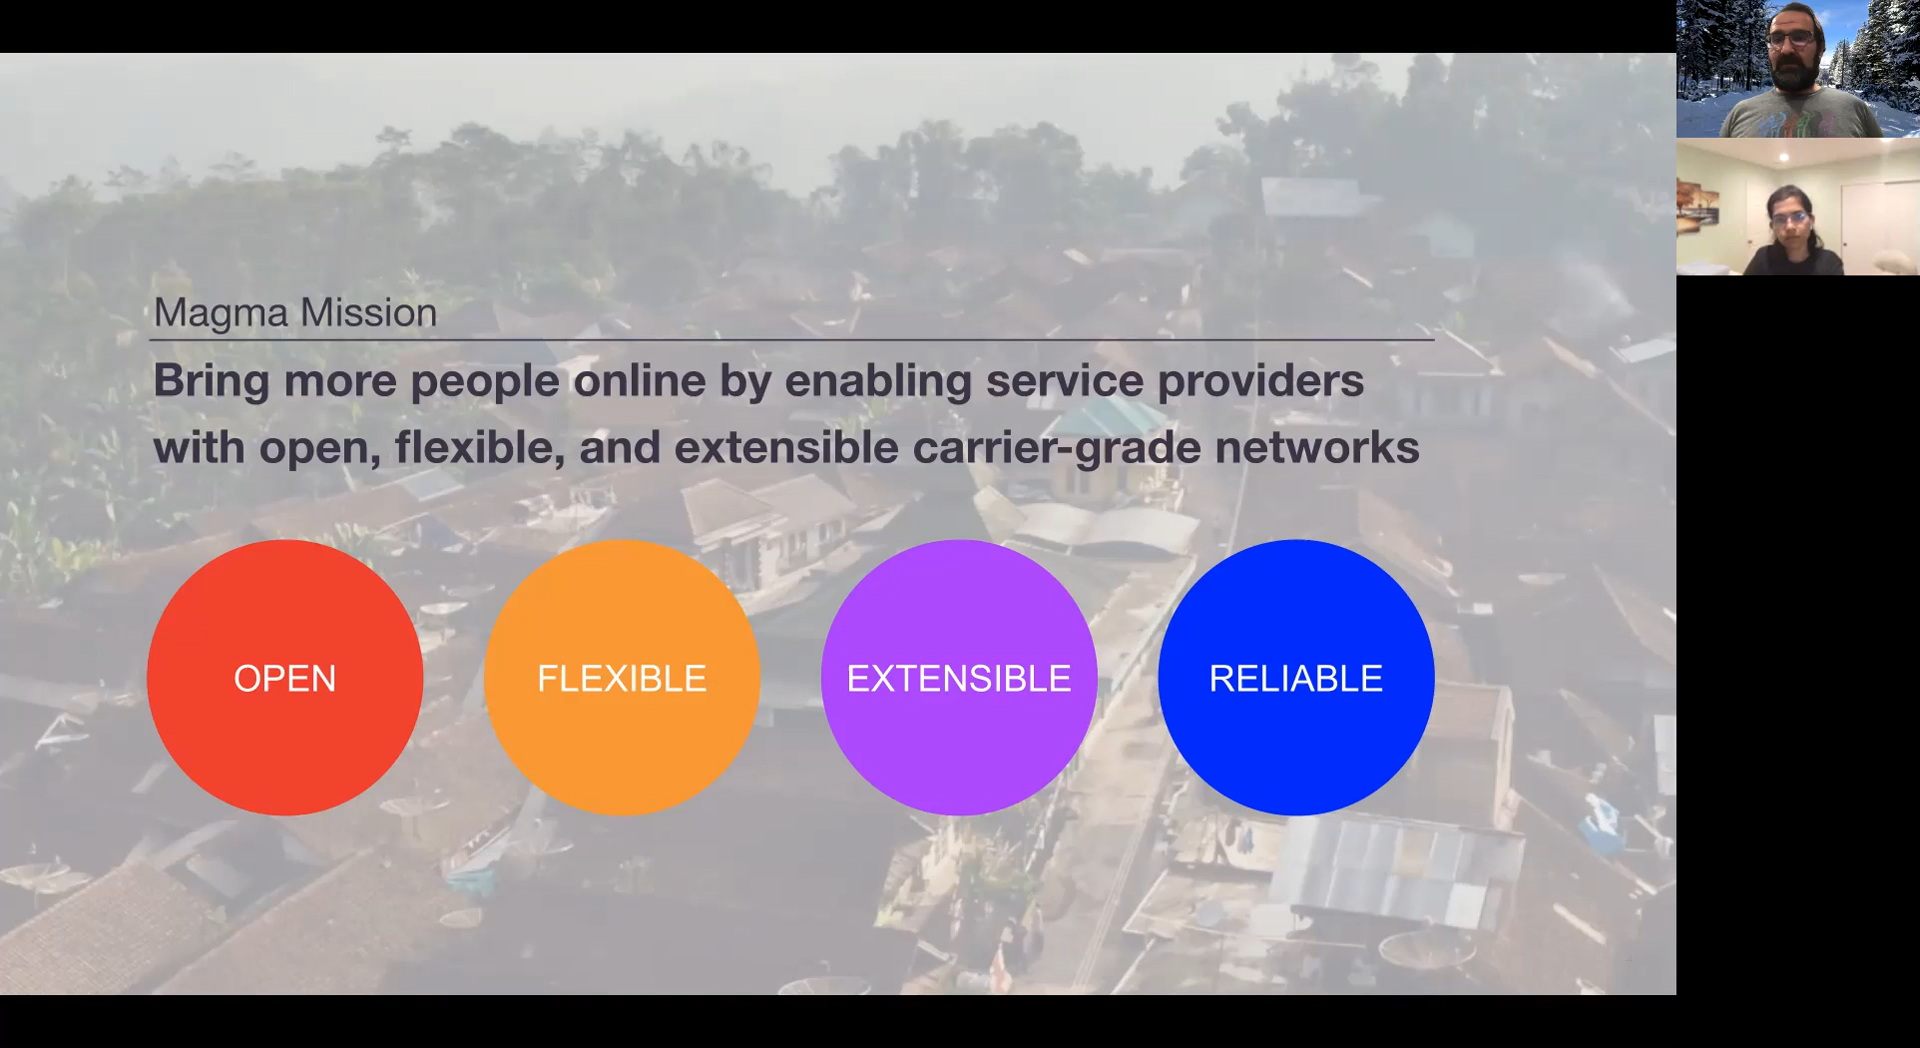 Magma Mission
Bring more people online by enabling service providers
with open, flexible, and extensible carrier-grade networks
OPEN
FLEXIBLE
EXTENSIBLE
RELIABLE